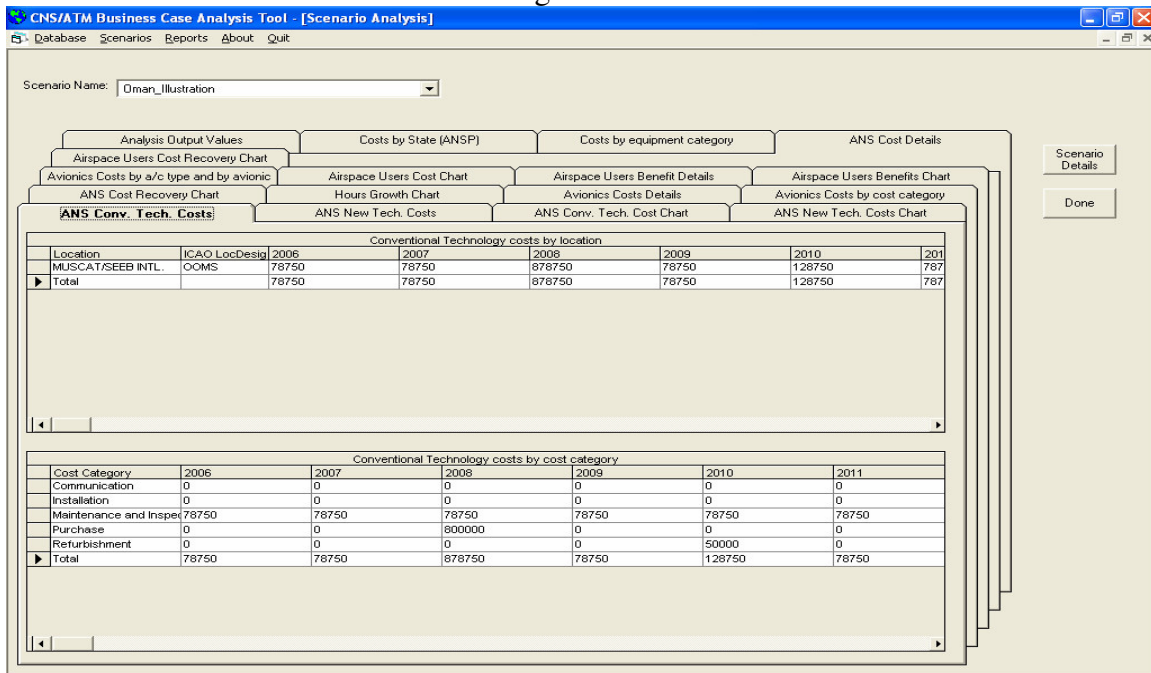 CNS/ATM Business Case Analysis Tool - [Scenario Analysis]
Database Scenarios Reports About Quit
Scenario Name: Oman_Illustration
Analysis Output Values Costs by State (ANSP) Costs by equipment category ANS Cost Details
Airspace Users Cost Recovery Chart
Scenario Details
Avionics Costs by a/c type and by avionic Airspace Users Cost Chart Airspace Users Benefit Details Airspace Users Benefits Chart
ANS Cost Recovery Chart Hours Growth Chart Avionics Costs Details Avionics Costs by cost category
Done
ANS Conv. Tech. Costs ANS New Tech. Costs ANS Conv. Tech. Cost Chart ANS New Tech. Costs Chart
Conventional Technology costs by location
Location ICAO LocDesig 2006 2007 2008 2009 2010 201
MUSCAT/SEEB INTL. OOMS 78750 78750 878750 78750 128750 787
Total 78750 78750 878750 78750 128750 787
Conventional Technology costs by cost category
Cost Category 2006 2007 2008 2009 2010 2011
Communication 0 0 0 0 0 0
Installation 0 0 0 0 0 0
Maintenance and Inspec 78750 78750 78750 78750 78750 78750
Purchase 0 0 800000 0 0 0
Refurbishment 0 0 0 0 50000 0
Total 78750 78750 878750 78750 128750 78750